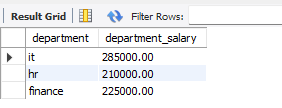 Result Grid Filter Rows:
department department_salary
it 285000.00
hr 210000.00
finance 225000.00